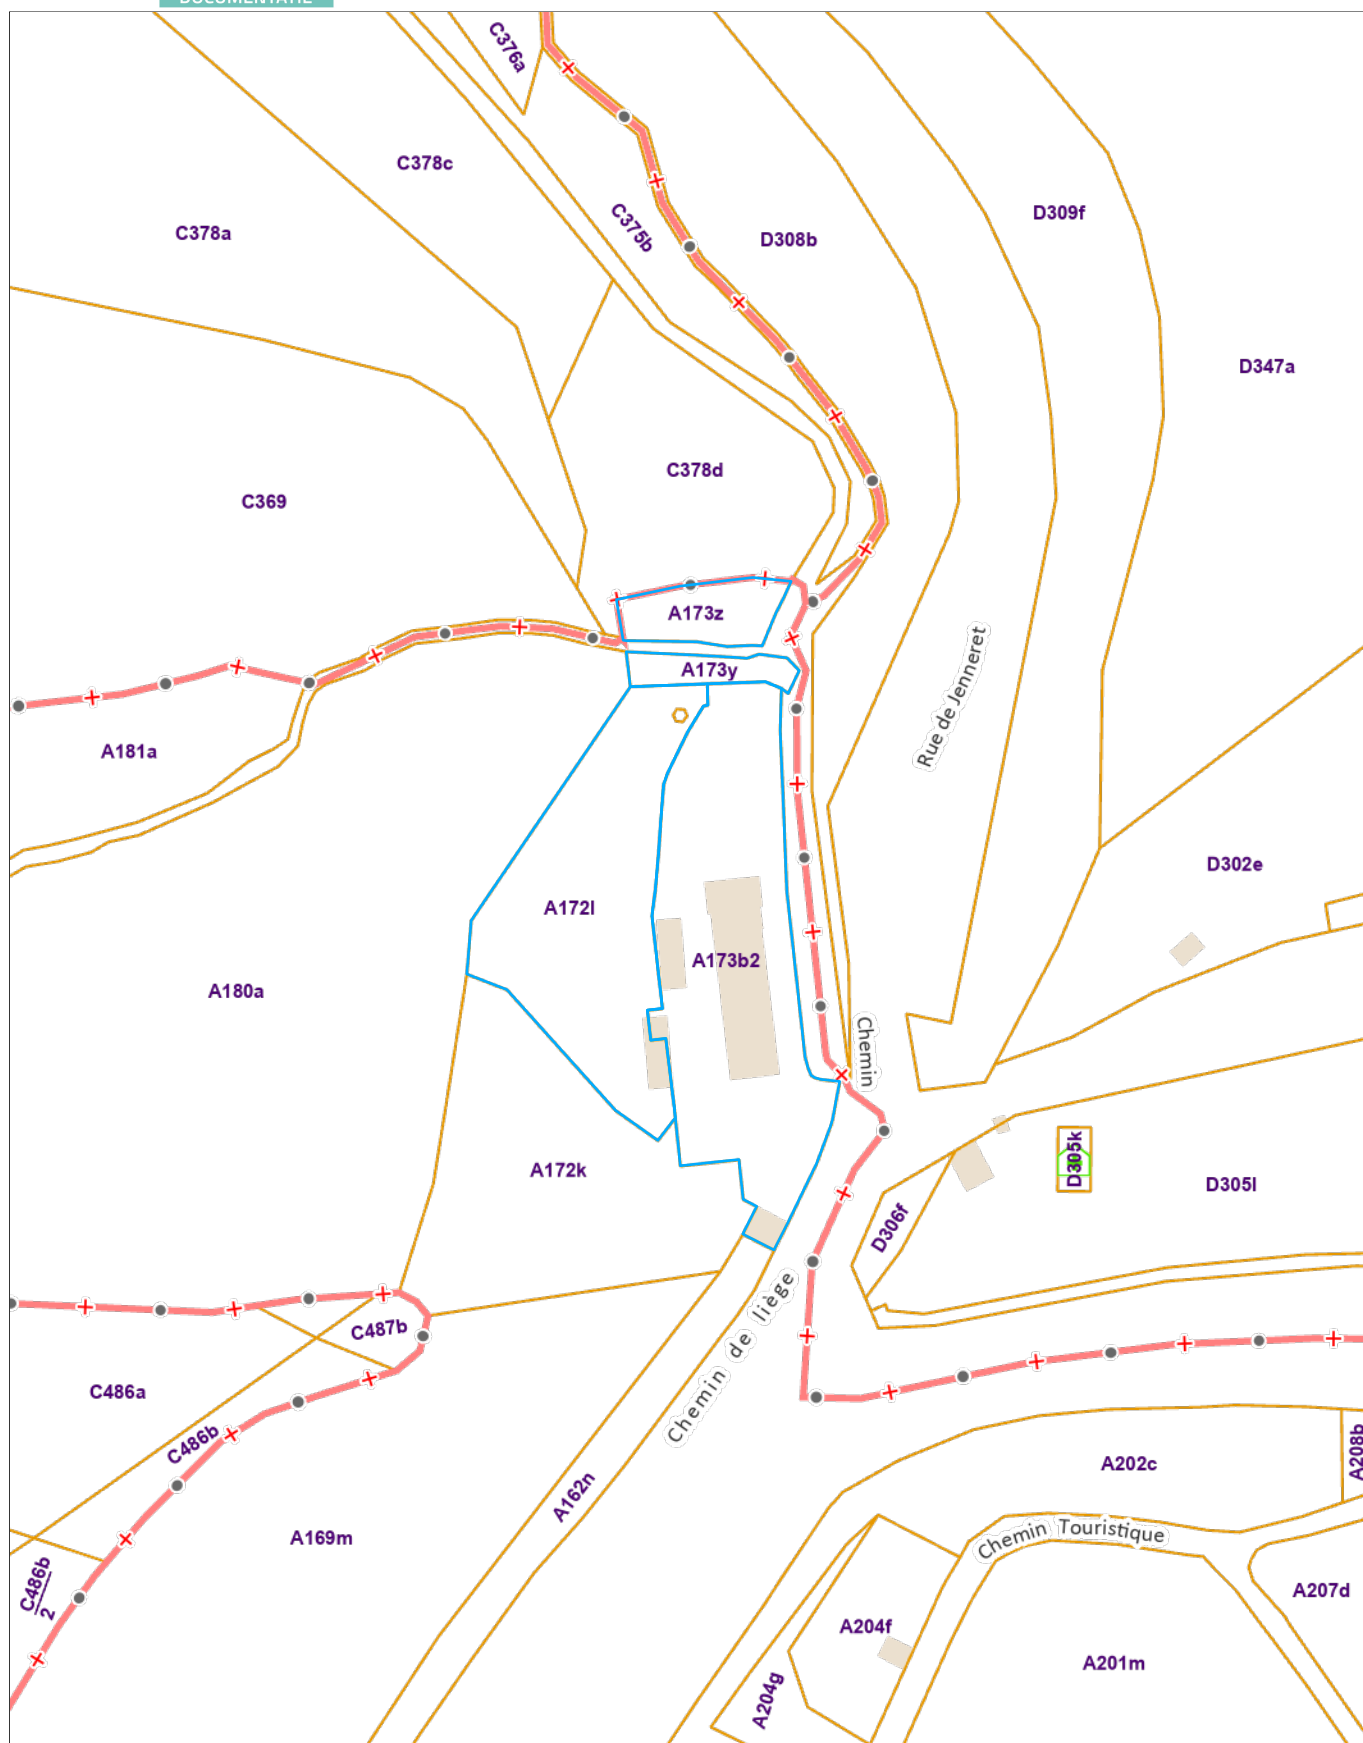 DOCUMENTATIE
C376a
C378c
C378a
C375b
D308b
D309f
D347a
C378d
C369
A173z
A173y
Rue de Jenneret
A181a
D302e
A172l
A173b2
A180a
Chemin
D305k
A172k
D305l
D306f
C487b
Chemin de liège
C486a
C486b
A202c
A208b
A162n
Chemin Touristique
A169m
C486b
2
A207d
A204f
A201m
A204g